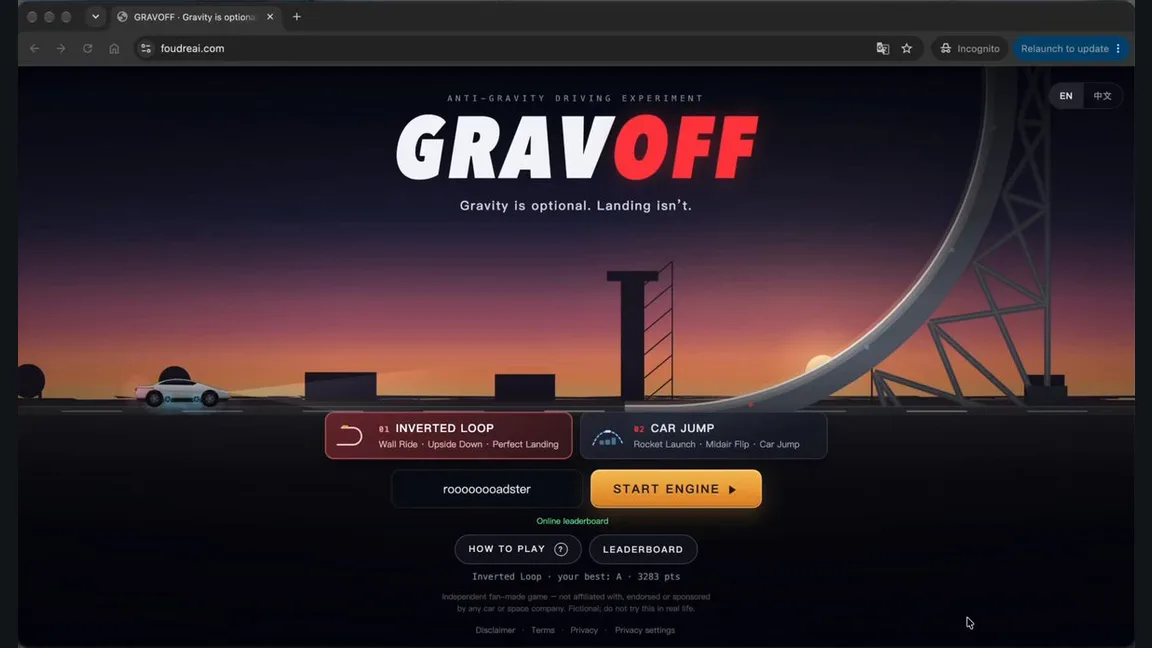 GRAVOFF · Gravity is optiona
foudreai.com
Incognito
Relaunch to update
EN 中文
ANTI-GRAVITY DRIVING EXPERIMENT
GRAVOFF
Gravity is optional. Landing isn't.
01 INVERTED LOOP
Wall Ride · Upside Down · Perfect Landing
02 CAR JUMP
Rocket Launch · Midair Flip · Car Jump
roooooooadster
START ENGINE
Online leaderboard
HOW TO PLAY ?
LEADERBOARD
Inverted Loop · your best: A · 3283 pts
Independent fan-made game — not affiliated with, endorsed or sponsored
by any car or space company. Fictional; do not try this in real life.
Disclaimer · Terms · Privacy · Privacy settings